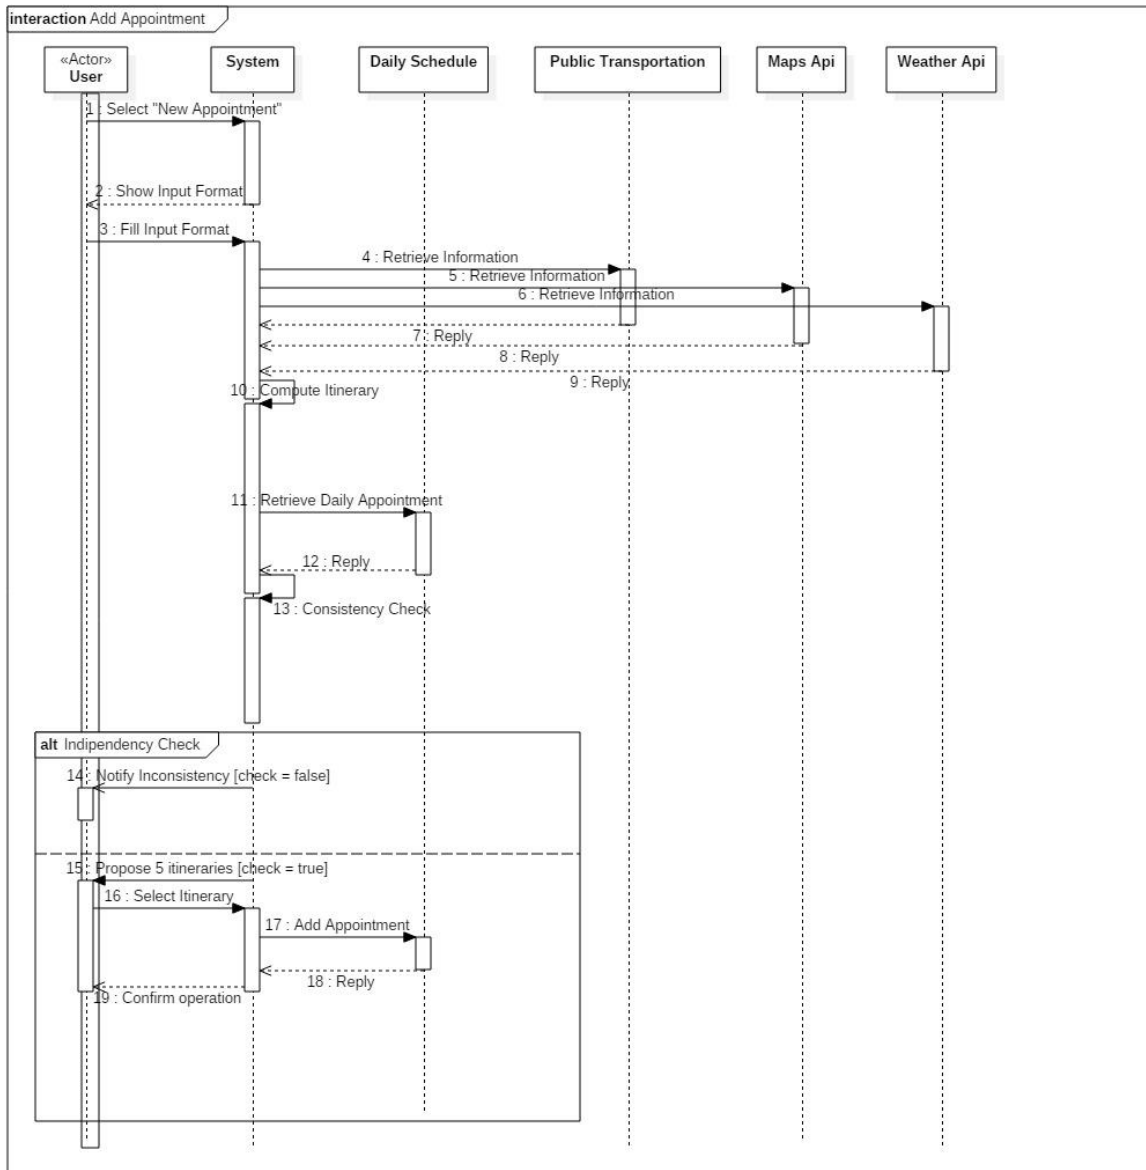 interaction Add Appointment
«Actor»
User
System
Daily Schedule
Public Transportation
Maps Api
Weather Api
1 : Select "New Appointment"
2 : Show Input Format
3 : Fill Input Format
4 : Retrieve Information
5 : Retrieve Information
6 : Retrieve Information
7 : Reply
8 : Reply
9 : Reply
10 : Compute Itinerary
11 : Retrieve Daily Appointment
12 : Reply
13 : Consistency Check
alt Indipendency Check
14 : Notify Inconsistency [check = false]
15 : Propose 5 itineraries [check = true]
16 : Select Itinerary
17 : Add Appointment
18 : Reply
19 : Confirm operation